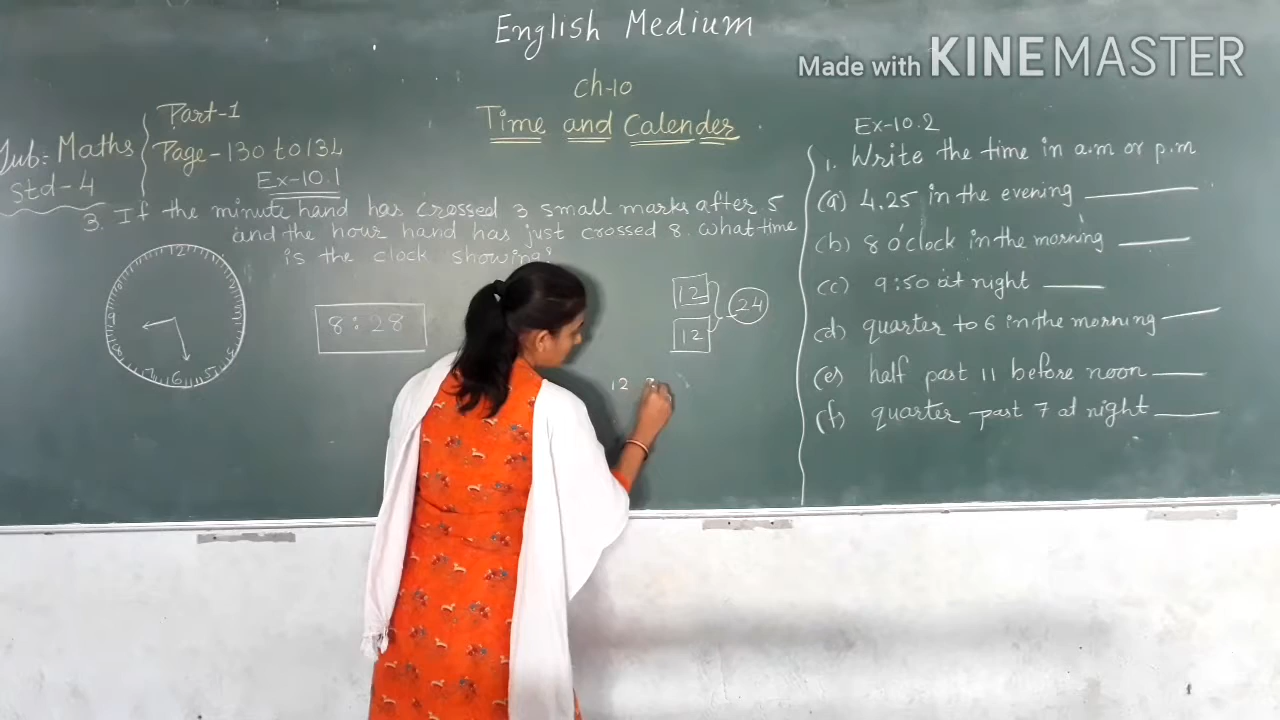 English Medium
Made with KINEMASTER
Ch-10
Time and Calender
Part-1
Sub: Maths
Page-130 to 134
Std-4
Ex-10.1
3. If the minute hand has crossed 3 small marks after 5
and the hour hand has just crossed 8. What time
is the clock showing?
12
6
8:28
12
12
24
12
Ex-10.2
1. Write the time in a.m or p.m
(a) 4.25 in the evening
(b) 8 o'clock in the morning
(c) 9:50 at night
(d) quarter to 6 in the morning
(e) half past 11 before noon
(f) quarter past 7 at night